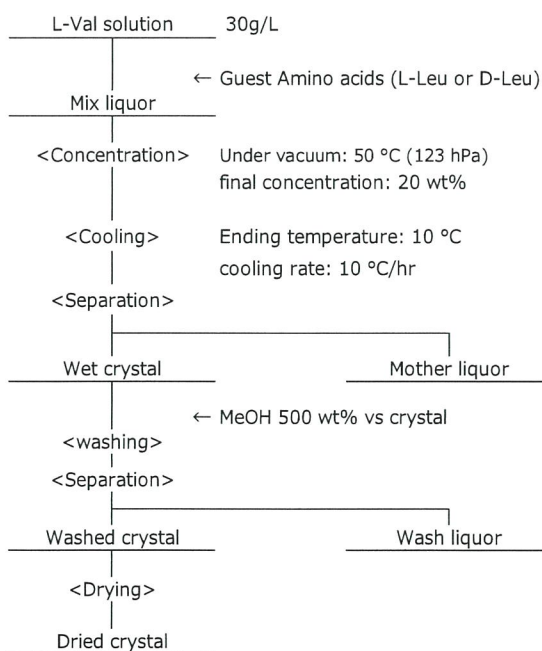 L-Val solution 30g/L
← Guest Amino acids (L-Leu or D-Leu)
Mix liquor
<Concentration> Under vacuum: 50 °C (123 hPa)
final concentration: 20 wt%
<Cooling> Ending temperature: 10 °C
cooling rate: 10 °C/hr
<Separation>
Wet crystal Mother liquor
← MeOH 500 wt% vs crystal
<washing>
<Separation>
Washed crystal Wash liquor
<Drying>
Dried crystal